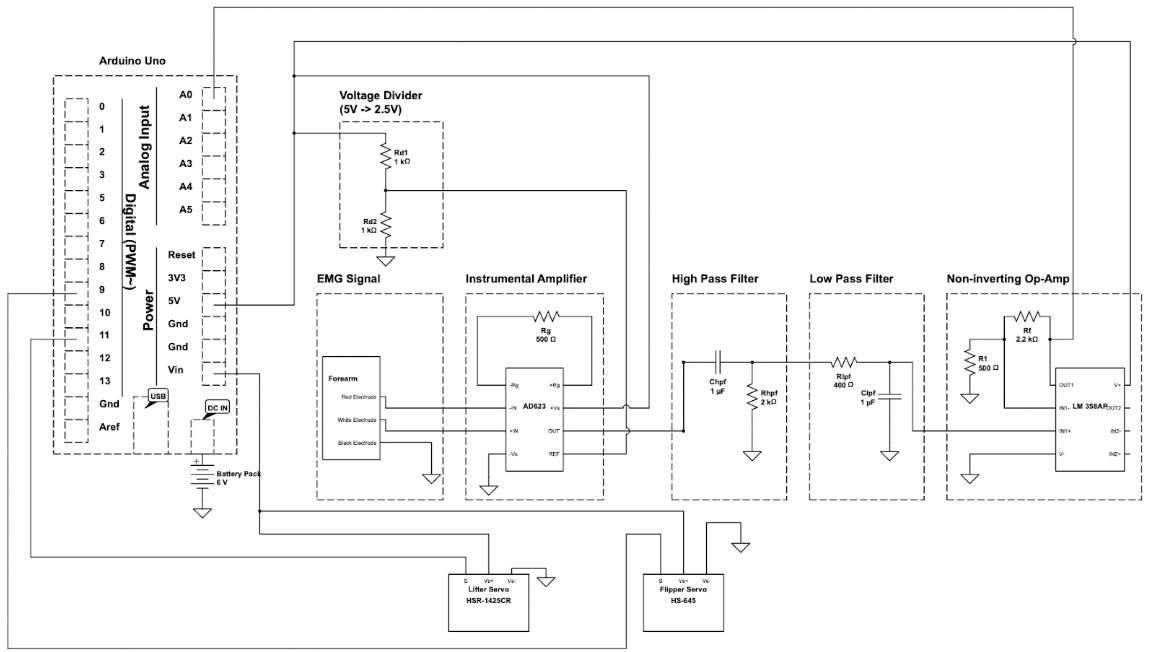 Arduino Uno
0
1
2
3
5
6
7
8
9
10
11
12
13
Gnd
Aref
Digital (PWM~)
Analog Input
A0
A1
A2
A3
A4
A5
Power
Reset
3V3
5V
Gnd
Gnd
Vin
USB
DC IN
+
Battery Pack
6 V
Voltage Divider
(5V -> 2.5V)
Rd1
1 kΩ
Rd2
1 kΩ
EMG Signal
Forearm
Red Electrode
White Electrode
Black Electrode
Instrumental Amplifier
Rg
500 Ω
-Rg
+Rg
AD623
-IN
+Vs
+IN
OUT
-Vs
REF
High Pass Filter
Chpf
1 µF
Rhpf
2 kΩ
Low Pass Filter
Rlpf
400 Ω
Clpf
1 µF
Non-inverting Op-Amp
Rf
2.2 kΩ
R1
500 Ω
OUT1
V+
IN1-
LM 358AP
OUT2
IN1+
IN2-
V-
IN2+
S
Vs+
Vs-
Lifter Servo
HSR-1425CR
S
Vs+
Vs-
Flipper Servo
HS-645